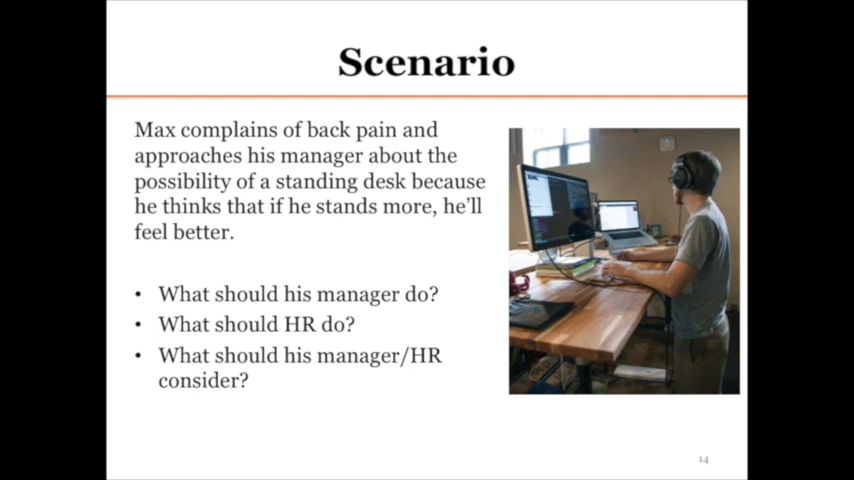 Scenario
Max complains of back pain and
approaches his manager about the
possibility of a standing desk because
he thinks that if he stands more, he’ll
feel better.
• What should his manager do?
• What should HR do?
• What should his manager/HR
consider?
14